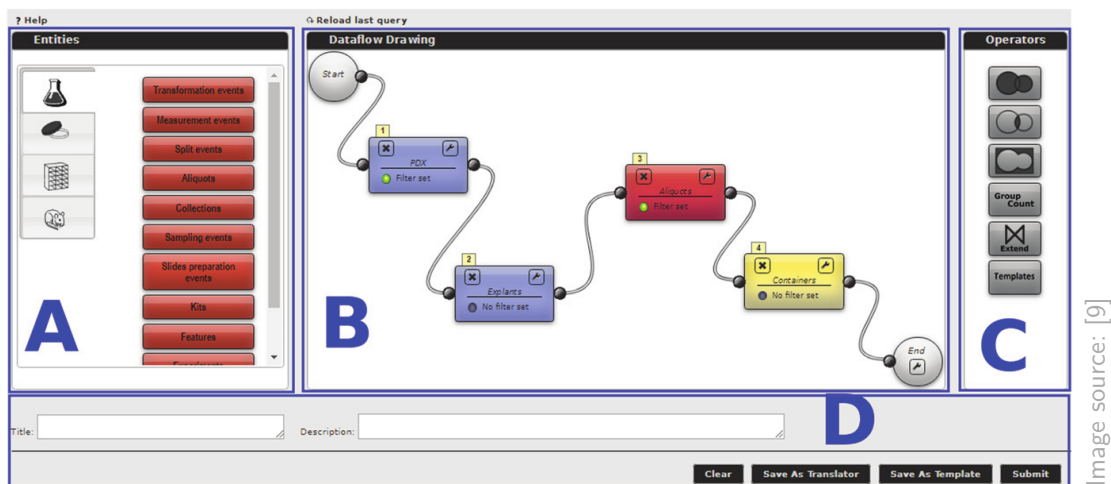 ? Help
Reload last query
Entities
Dataflow Drawing
Operators
Transformation events
Measurement events
Split events
Aliquots
Collections
Sampling events
Slides preparation
events
Kits
Features
A
Start
1
PDX
Filter set
2
Explants
No filter set
3
Aliquots
Filter set
4
Containers
No filter set
End
B
Group
Count
Extend
Templates
C
D
Title:
Description:
Clear
Save As Translator
Save As Template
Submit
Image source: [9]